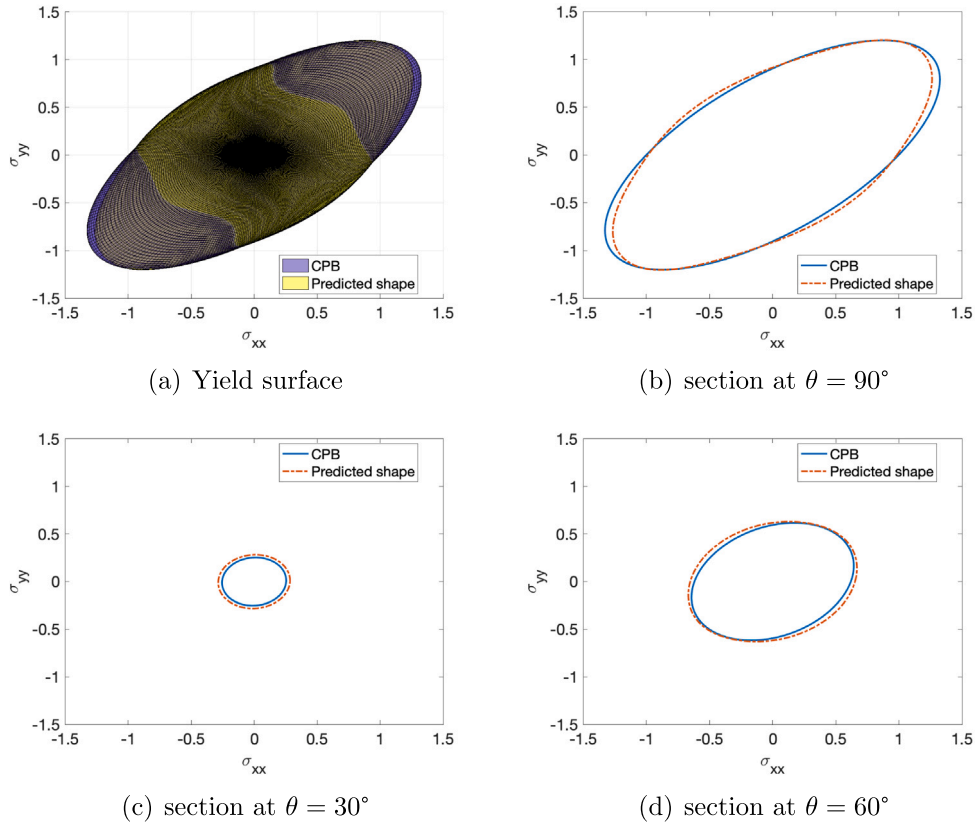 1.5
1
0.5
0
-0.5
-1
-1.5
σyy
-1.5 -1 -0.5 0 0.5 1 1.5
σxx
CPB
Predicted shape
(a) Yield surface
1.5
1
0.5
0
-0.5
-1
-1.5
σyy
-1.5 -1 -0.5 0 0.5 1 1.5
σxx
CPB
Predicted shape
(b) section at θ = 90°
1.5
1
0.5
0
-0.5
-1
-1.5
σyy
-1.5 -1 -0.5 0 0.5 1 1.5
σxx
CPB
Predicted shape
(c) section at θ = 30°
1.5
1
0.5
0
-0.5
-1
-1.5
σyy
-1.5 -1 -0.5 0 0.5 1 1.5
σxx
CPB
Predicted shape
(d) section at θ = 60°